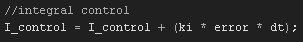 //integral control
I_control = I_control + (ki * error * dt);